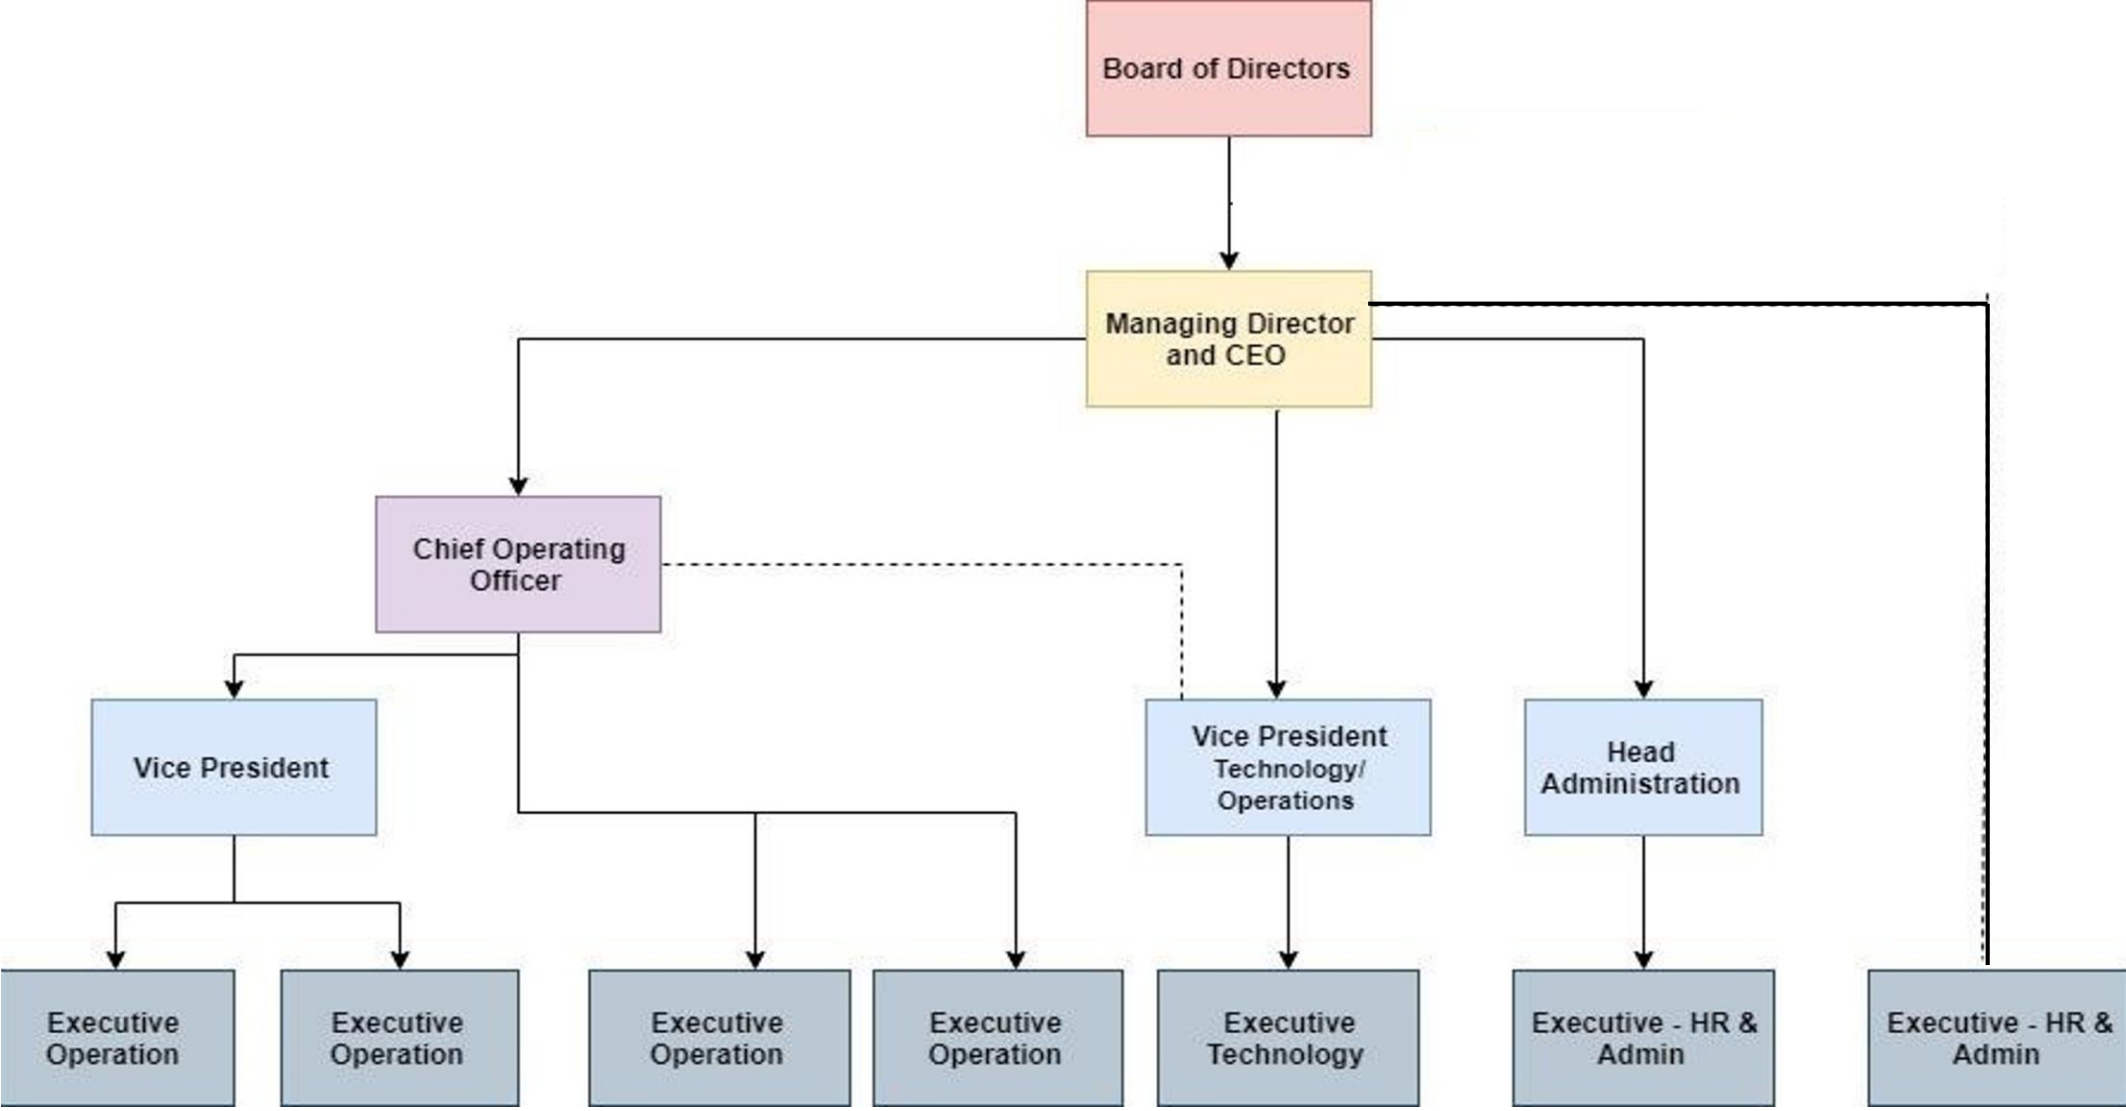 Board of Directors
Managing Director
and CEO
Chief Operating
Officer
Vice President
Vice President
Technology/
Operations
Head
Administration
Executive
Operation
Executive
Operation
Executive
Operation
Executive
Operation
Executive
Technology
Executive - HR &
Admin
Executive - HR &
Admin